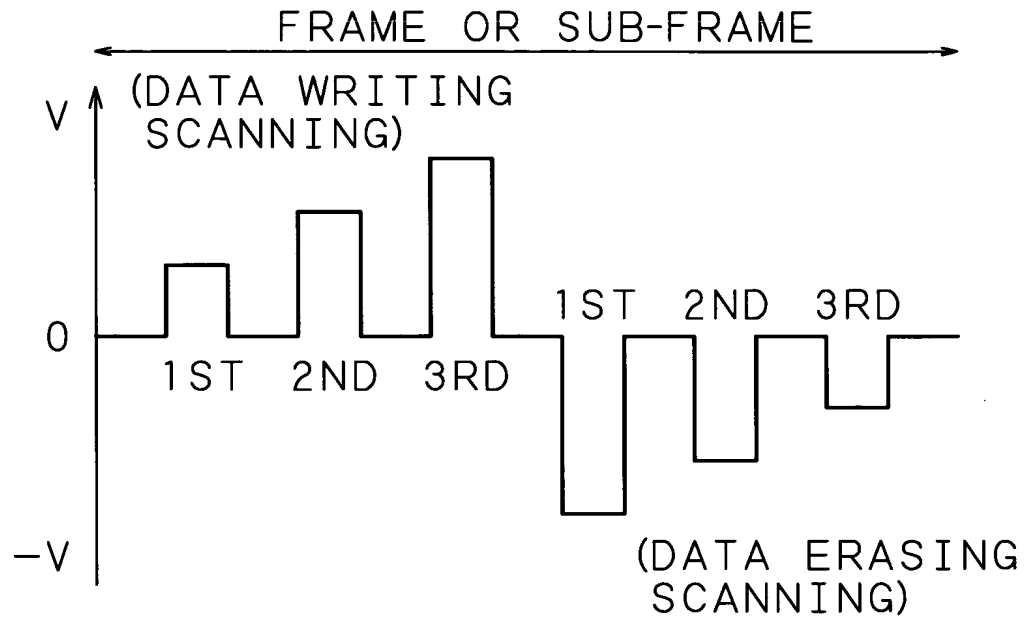 FRAME OR SUB-FRAME
(DATA WRITING
SCANNING)
V
1ST 2ND 3RD
0
1ST 2ND 3RD
-V
(DATA ERASING
SCANNING)